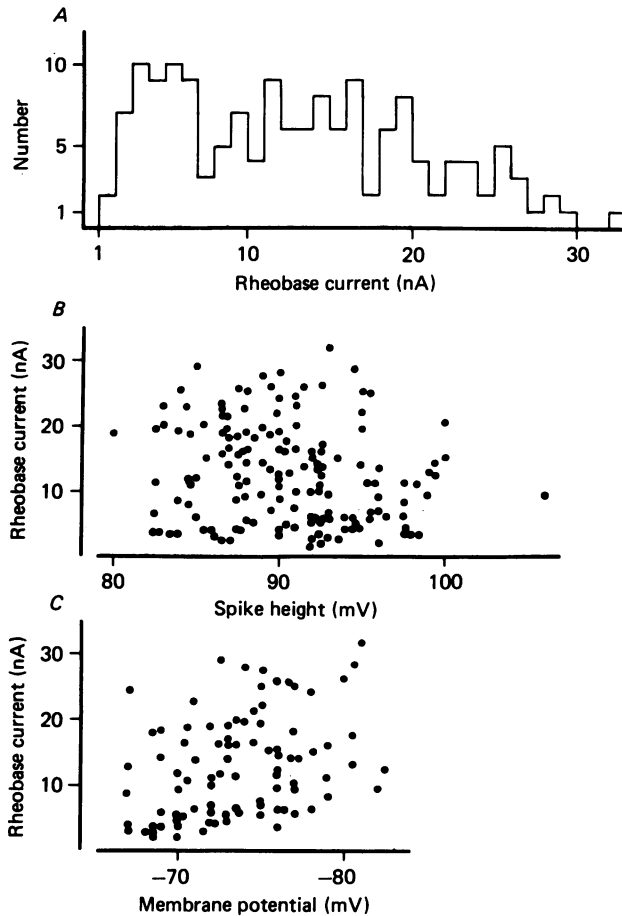 A
Number
10
5
1
1 10 20 30
Rheobase current (nA)
B
Rheobase current (nA)
30
20
10
80 90 100
Spike height (mV)
C
Rheobase current (nA)
30
20
10
−70 −80
Membrane potential (mV)